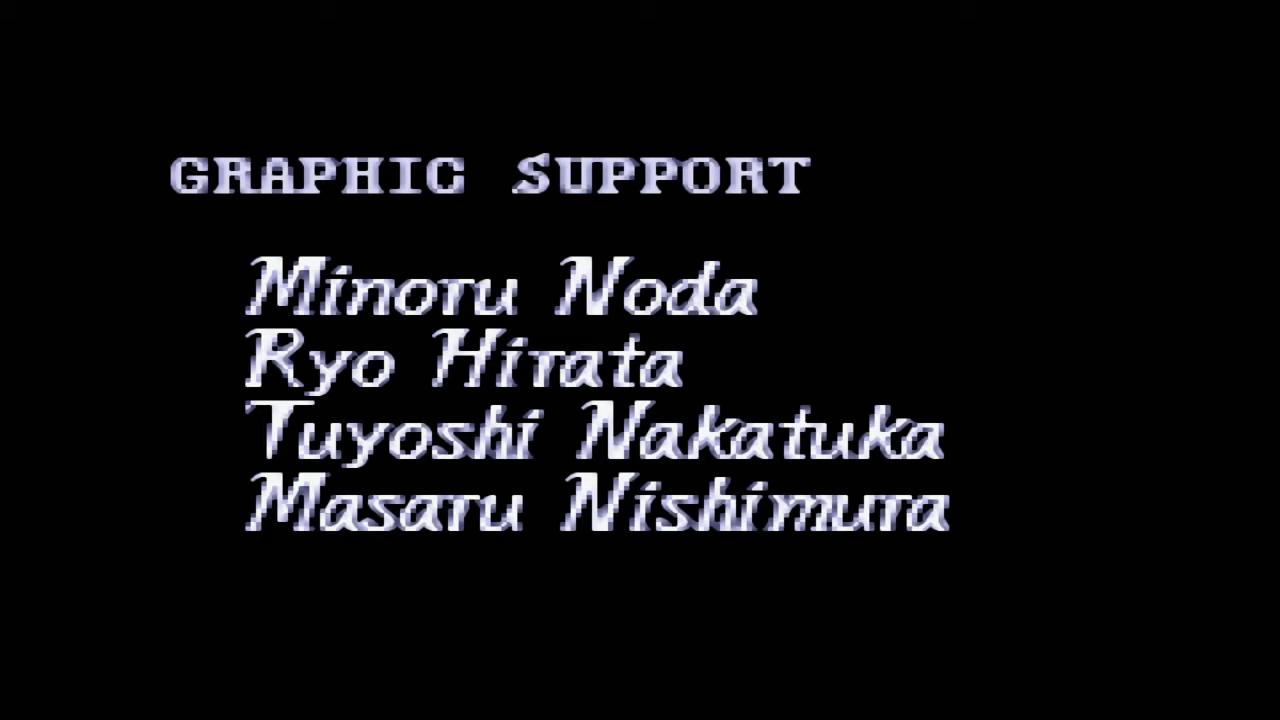 GRAPHIC SUPPORT
Minoru Noda
Ryo Hirata
Tuyoshi Nakatuka
Masaru Nishimura